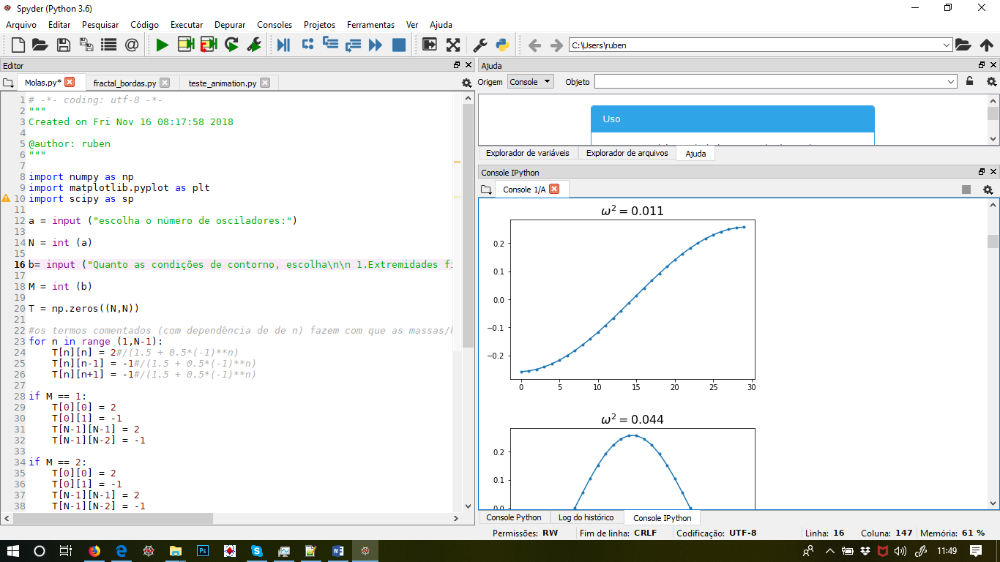 Spyder (Python 3.6)
Arquivo Editar Pesquisar Código Executar Depurar Consoles Projetos Ferramentas Ver Ajuda
C:\Users\ruben
Editor
Molas.py* fractal_bordas.py teste_animation.py
1 # -*- coding: utf-8 -*-
2 """
3 Created on Fri Nov 16 08:17:58 2018
4
5 @author: ruben
6 """
7
8 import numpy as np
9 import matplotlib.pyplot as plt
10 import scipy as sp
11
12 a = input ("escolha o número de osciladores:")
13
14 N = int (a)
15
16 b= input ("Quanto as condições de contorno, escolha\n\n 1.Extremidades fi
17
18 M = int (b)
19
20 T = np.zeros((N,N))
21
22 #os termos comentados (com dependência de de n) fazem com que as massas/
23 for n in range (1,N-1):
24 T[n][n] = 2#/(1.5 + 0.5*(-1)**n)
25 T[n][n-1] = -1#/(1.5 + 0.5*(-1)**n)
26 T[n][n+1] = -1#/(1.5 + 0.5*(-1)**n)
27
28 if M == 1:
29 T[0][0] = 2
30 T[0][1] = -1
31 T[N-1][N-1] = 2
32 T[N-1][N-2] = -1
33
34 if M == 2:
35 T[0][0] = 2
36 T[0][1] = -1
37 T[N-1][N-1] = 2
38 T[N-1][N-2] = -1
Ajuda
Origem Console Objeto
Uso
Explorador de variáveis Explorador de arquivos Ajuda
Console IPython
Console 1/A
ω² = 0.011
0.2
0.1
0.0
−0.1
−0.2
0 5 10 15 20 25 30
ω² = 0.044
0.2
0.1
0.0
Console Python Log do histórico Console IPython
Permissões: RW Fim de linha: CRLF Codificação: UTF-8 Linha: 16 Coluna: 147 Memória: 61 %
11:49